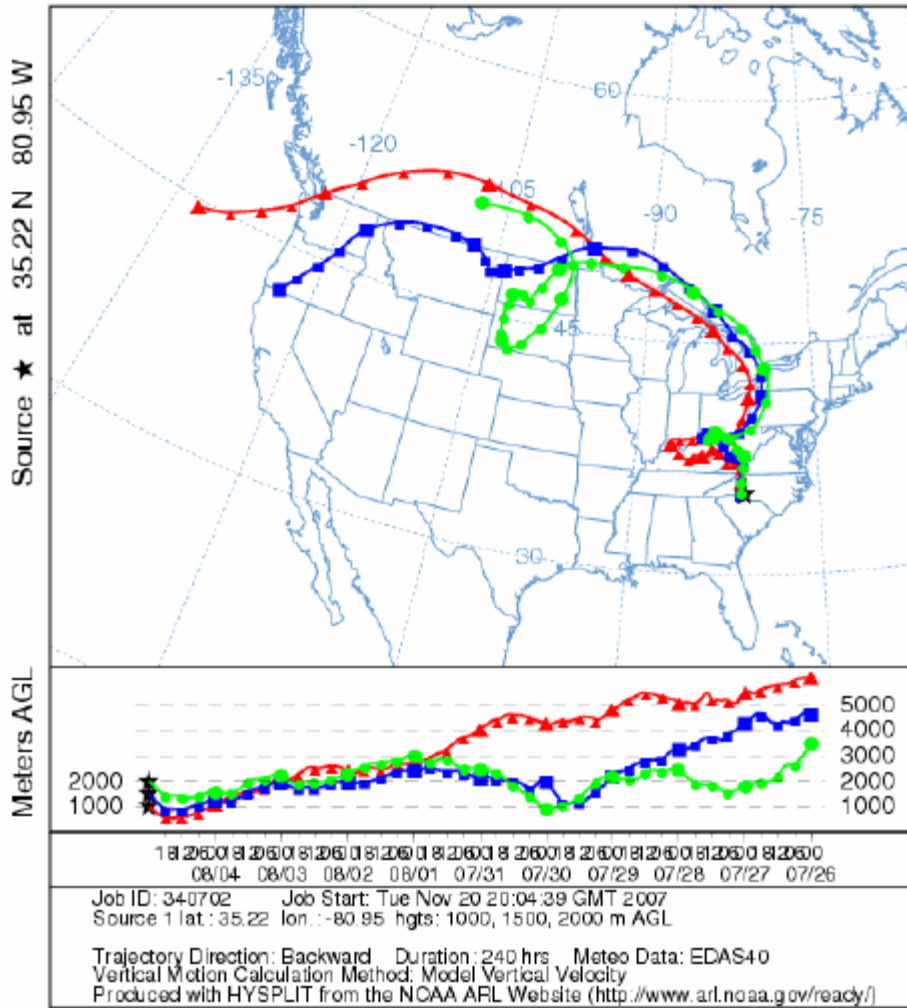 Source ★ at 35.22 N 80.95 W
-135
60
-120
105
-90
-75
45
30
Meters AGL
5000
4000
3000
2000 2000
1000 1000
08/04 08/03 08/02 08/01 07/31 07/30 07/29 07/28 07/27 07/26
Job ID: 340702 Job Start: Tue Nov 20 20:04:39 GMT 2007
Source 1 lat.: 35.22 lon.: -80.95 hgts: 1000, 1500, 2000 m AGL
Trajectory Direction: Backward Duration: 240 hrs Meteo Data: EDAS40
Vertical Motion Calculation Method: Model Vertical Velocity
Produced with HYSPLIT from the NOAA ARL Website (http://www.arl.noaa.gov/ready/)